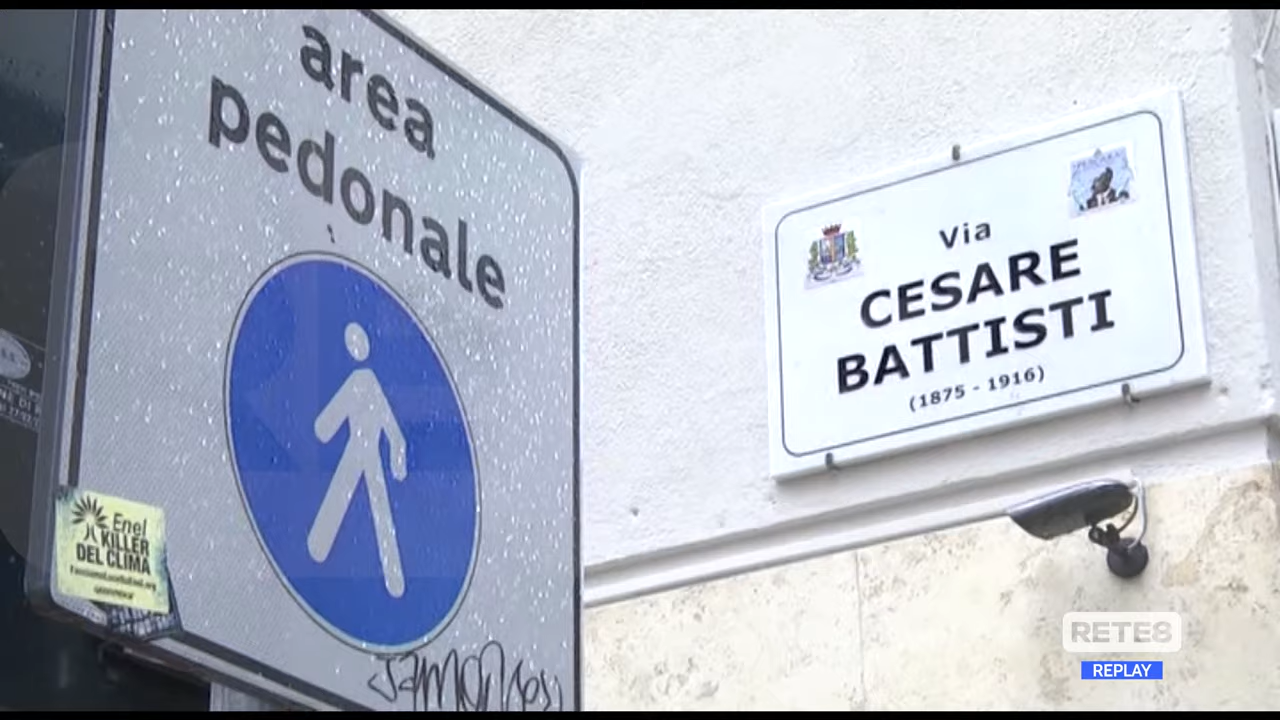 area
pedonale
Via
CESARE
BATTISTI
(1875 - 1916)
Enel
KILLER
DEL CLIMA
RETE8
REPLAY